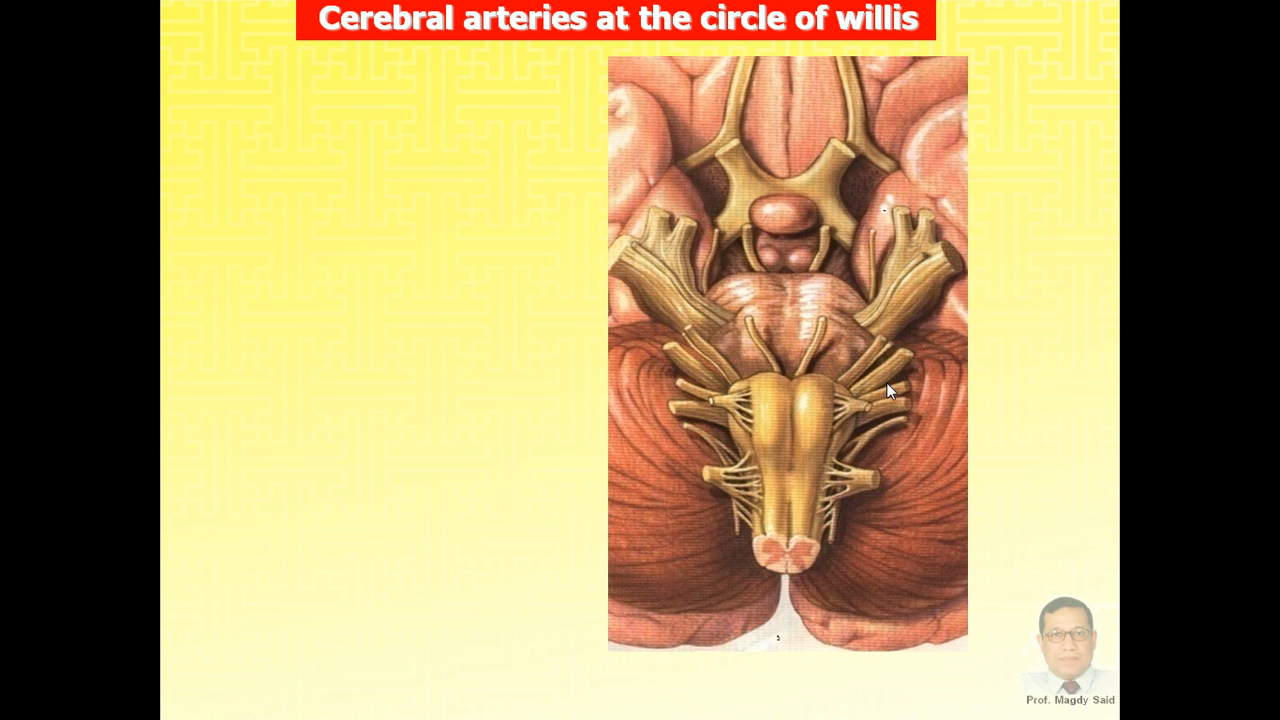 Cerebral arteries at the circle of willis
Prof. Magdy Said